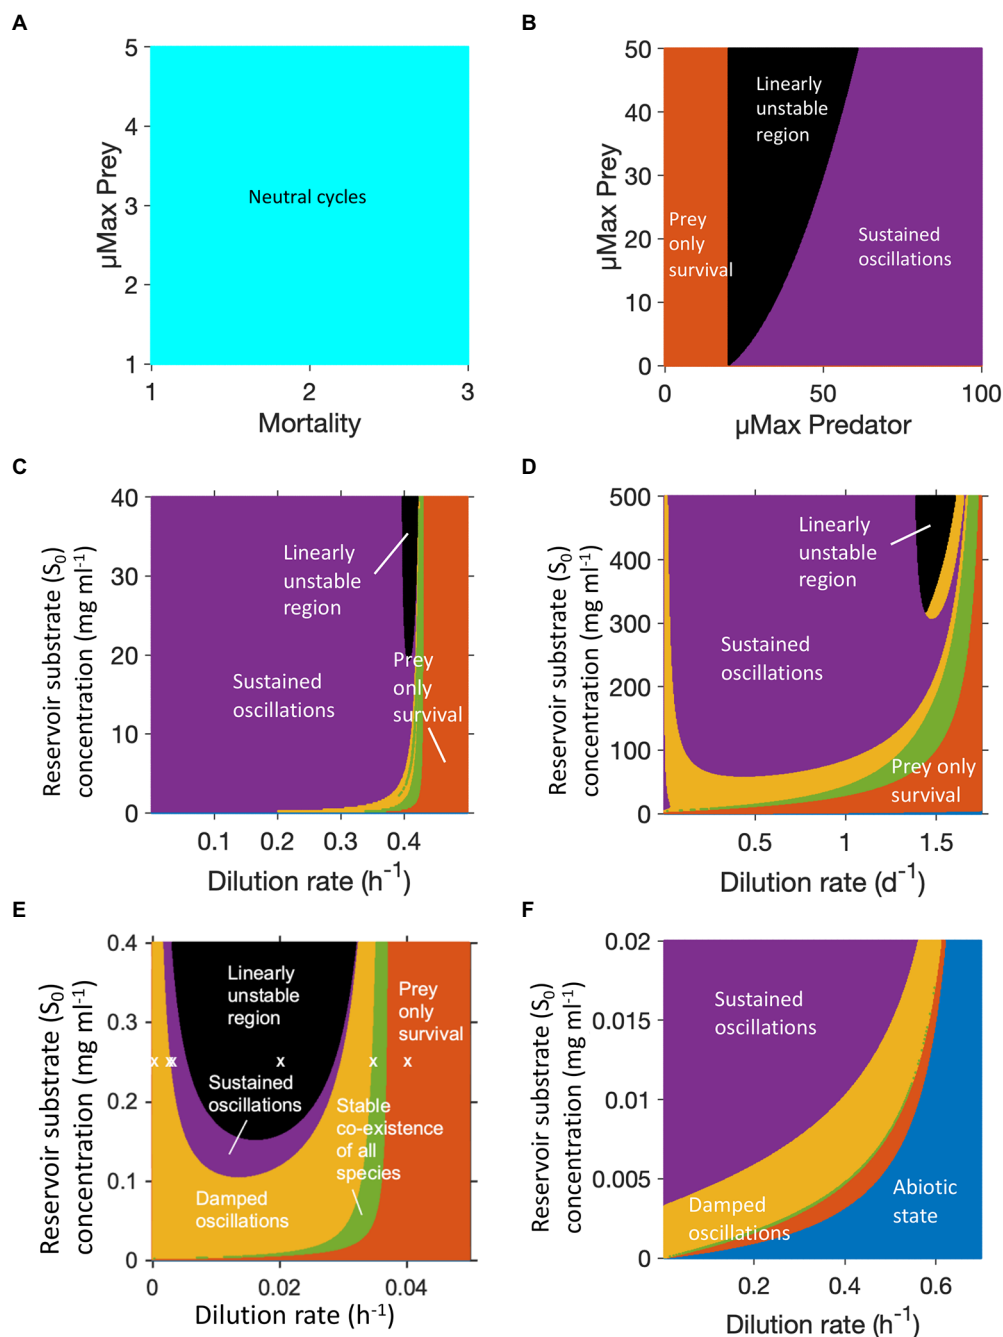 A
5
4
3
2
1
µMax Prey
Neutral cycles
1
2
3
Mortality
B
50
40
30
20
10
0
µMax Prey
Prey
only
survival
Linearly
unstable
region
Sustained
oscillations
0
50
100
µMax Predator
C
40
30
20
10
0
Reservoir substrate (S0)
concentration (mg ml-1)
Linearly
unstable
region
Sustained
oscillations
Prey
only
survival
0.1
0.2
0.3
0.4
Dilution rate (h-1)
D
500
400
300
200
100
0
Reservoir substrate (S0)
concentration (mg ml-1)
Linearly
unstable
region
Sustained
oscillations
Prey only
survival
0.5
1
1.5
Dilution rate (d-1)
E
0.4
0.3
0.2
0.1
0
Reservoir substrate (S0)
concentration (mg ml-1)
Linearly
unstable
region
Prey
only
survival
x xx x x x
Sustained
oscillations
Stable
co-existence
of all
species
Damped
oscillations
0
0.02
0.04
Dilution rate (h-1)
F
0.02
0.015
0.01
0.005
0
Reservoir substrate (S0)
concentration (mg ml-1)
Sustained
oscillations
Damped
oscillations
Abiotic
state
0.2
0.4
0.6
Dilution rate (h-1)